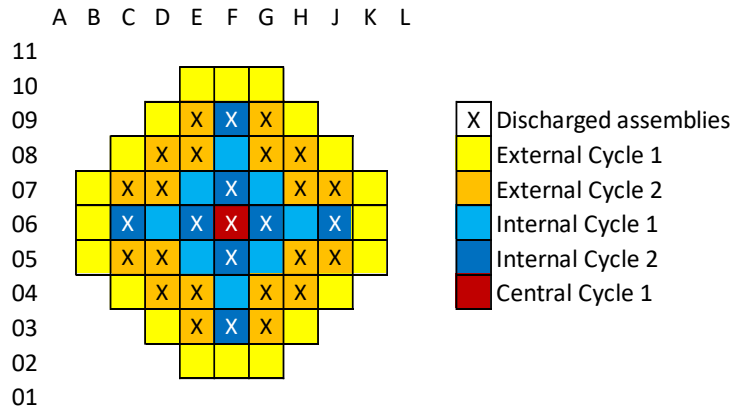 A B C D E F G H J K L
11
10
09 X X X X Discharged assemblies
08 X X X X External Cycle 1
07 X X X X X External Cycle 2
06 X X X X X Internal Cycle 1
05 X X X X X Internal Cycle 2
04 X X X X Central Cycle 1
03 X X X
02
01